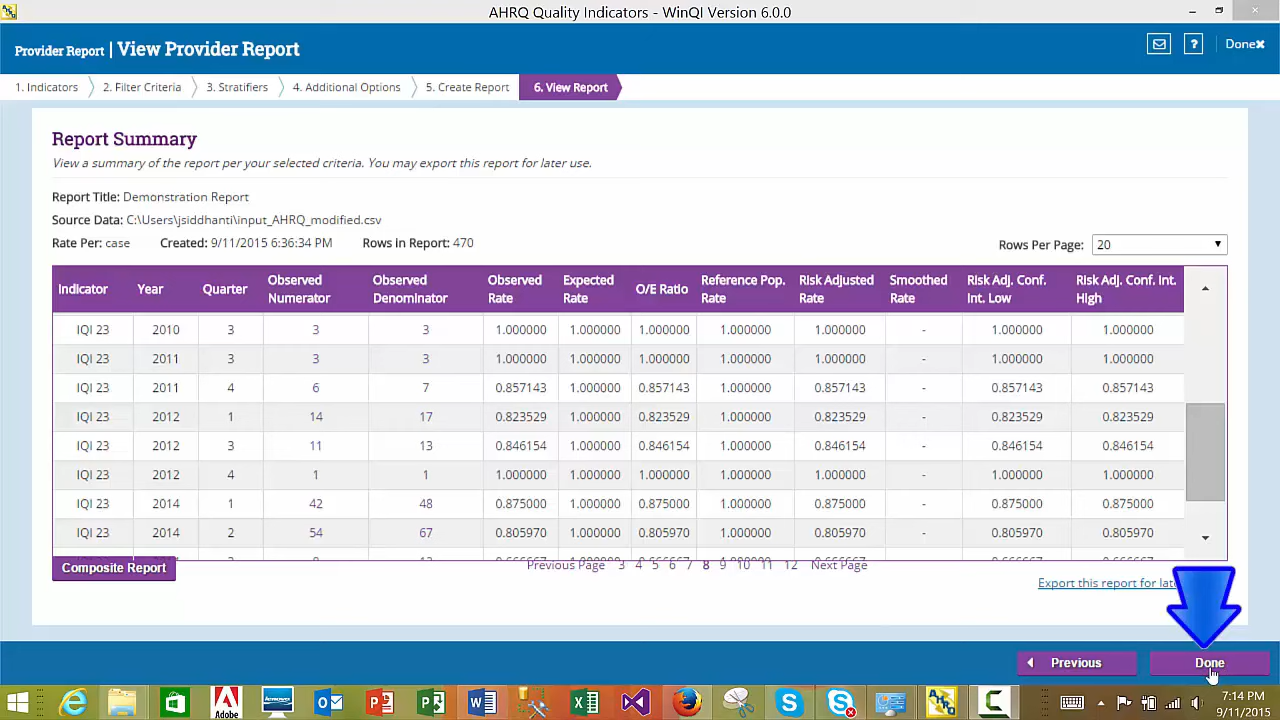 AHRQ Quality Indicators - WinQI Version 6.0.0
Provider Report | View Provider Report ? Done✖
1. Indicators 2. Filter Criteria 3. Stratifiers 4. Additional Options 5. Create Report 6. View Report
Report Summary
View a summary of the report per your selected criteria. You may export this report for later use.
Report Title: Demonstration Report
Source Data: C:\Users\jsiddhanti\input_AHRQ_modified.csv
Rate Per: case Created: 9/11/2015 6:36:34 PM Rows in Report: 470 Rows Per Page: 20
Indicator Year Quarter Observed Numerator Observed Denominator Observed Rate Expected Rate O/E Ratio Reference Pop. Rate Risk Adjusted Rate Smoothed Rate Risk Adj. Conf. Int. Low Risk Adj. Conf. Int. High
IQI 23 2010 3 3 3 1.000000 1.000000 1.000000 1.000000 1.000000 - 1.000000 1.000000
IQI 23 2011 3 3 3 1.000000 1.000000 1.000000 1.000000 1.000000 - 1.000000 1.000000
IQI 23 2011 4 6 7 0.857143 1.000000 0.857143 1.000000 0.857143 - 0.857143 0.857143
IQI 23 2012 1 14 17 0.823529 1.000000 0.823529 1.000000 0.823529 - 0.823529 0.823529
IQI 23 2012 3 11 13 0.846154 1.000000 0.846154 1.000000 0.846154 - 0.846154 0.846154
IQI 23 2012 4 1 1 1.000000 1.000000 1.000000 1.000000 1.000000 - 1.000000 1.000000
IQI 23 2014 1 42 48 0.875000 1.000000 0.875000 1.000000 0.875000 - 0.875000 0.875000
IQI 23 2014 2 54 67 0.805970 1.000000 0.805970 1.000000 0.805970 - 0.805970 0.805970
Composite Report Previous Page 3 4 5 6 7 8 9 10 11 12 Next Page
Export this report for
Previous Done
Adobe
7:14 PM
9/11/2015